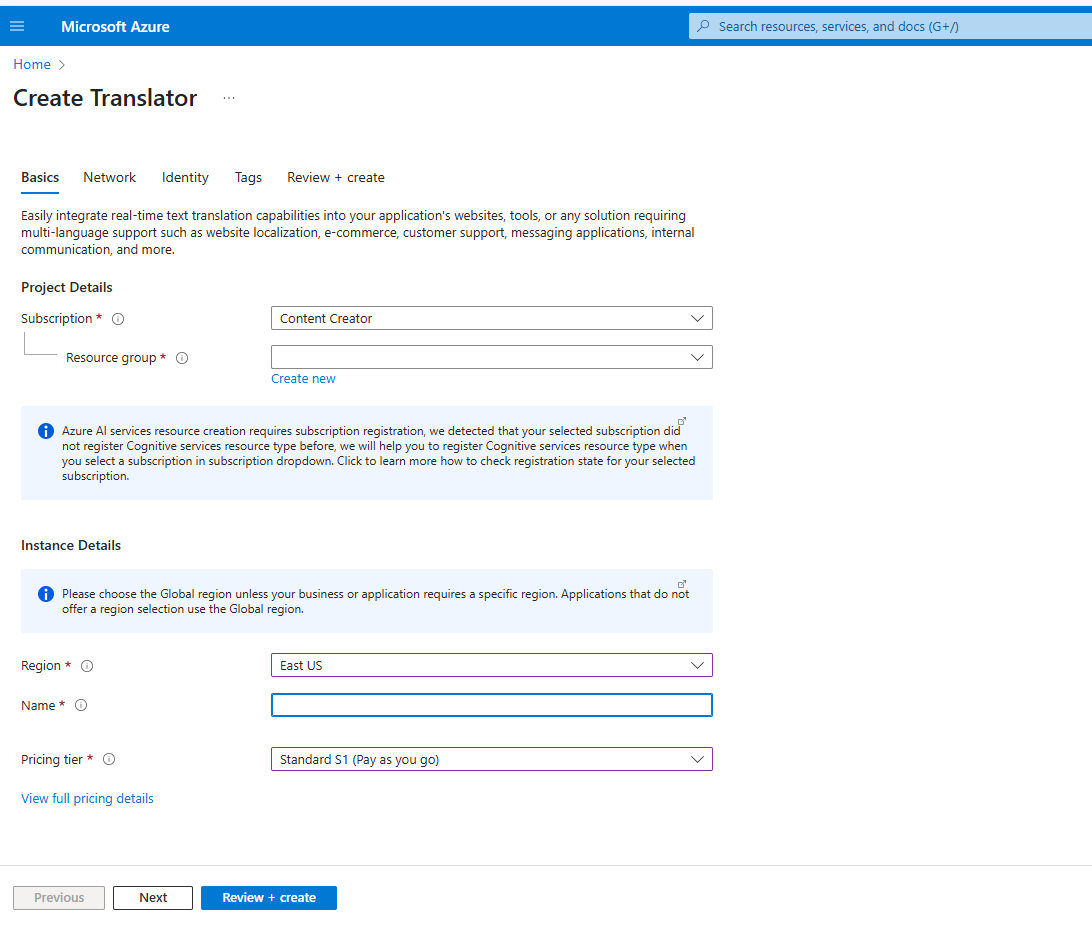 Microsoft Azure
Search resources, services, and docs (G+/)
Home
Create Translator
...
Basics Network Identity Tags Review + create
Easily integrate real-time text translation capabilities into your application's websites, tools, or any solution requiring
multi-language support such as website localization, e-commerce, customer support, messaging applications, internal
communication, and more.
Project Details
Subscription *
Content Creator
Resource group *
Create new
Azure AI services resource creation requires subscription registration, we detected that your selected subscription did
not register Cognitive services resource type before, we will help you to register Cognitive services resource type when
you select a subscription in subscription dropdown. Click to learn more how to check registration state for your selected
subscription.
Instance Details
Please choose the Global region unless your business or application requires a specific region. Applications that do not
offer a region selection use the Global region.
Region *
East US
Name *
Pricing tier *
Standard S1 (Pay as you go)
View full pricing details
Previous Next Review + create